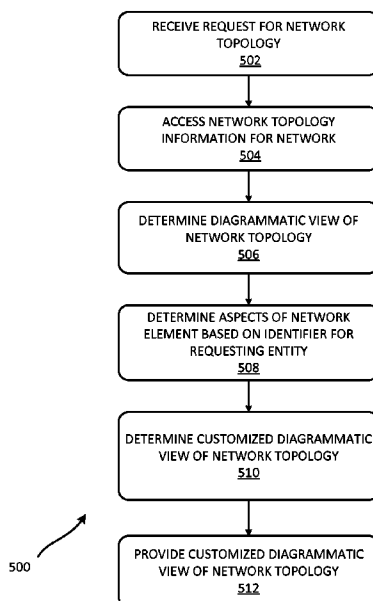 RECEIVE REQUEST FOR NETWORK
TOPOLOGY
502
ACCESS NETWORK TOPOLOGY
INFORMATION FOR NETWORK
504
DETERMINE DIAGRAMMATIC VIEW OF
NETWORK TOPOLOGY
506
DETERMINE ASPECTS OF NETWORK
ELEMENT BASED ON IDENTIFIER FOR
REQUESTING ENTITY
508
DETERMINE CUSTOMIZED DIAGRAMMATIC
VIEW OF NETWORK TOPOLOGY
510
PROVIDE CUSTOMIZED DIAGRAMMATIC
VIEW OF NETWORK TOPOLOGY
512
500